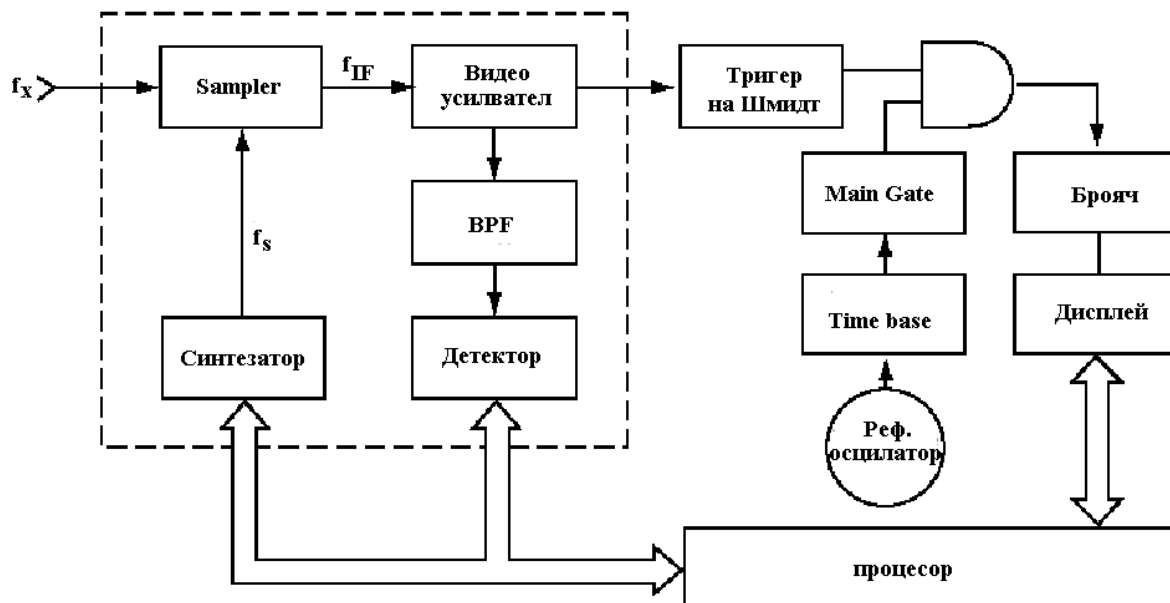 fX
Sampler
fIF
Видео
усилвател
Тригер
на Шмидт
fS
BPF
Main Gate
Брояч
Синтезатор
Детектор
Time base
Дисплей
Реф.
осцилатор
процесор